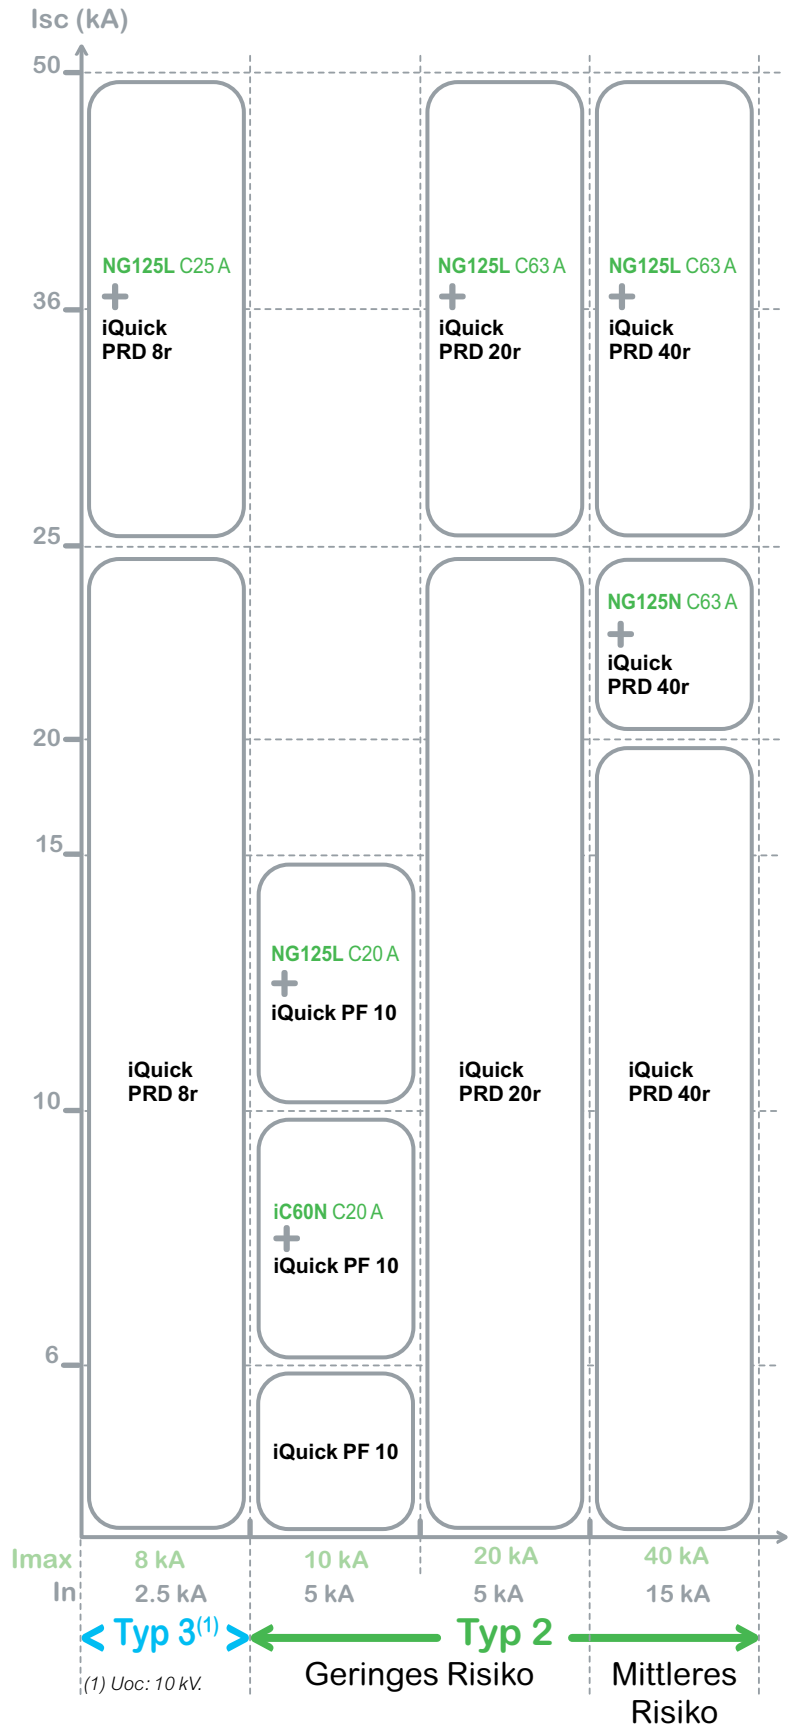 Isc (kA)
50
NG125L C25 A
iQuick
PRD 8r
NG125L C63 A
iQuick
PRD 20r
NG125L C63 A
iQuick
PRD 40r
36
25
NG125N C63 A
iQuick
PRD 40r
20
15
NG125L C20 A
iQuick PF 10
iQuick
PRD 8r
iQuick
PRD 20r
iQuick
PRD 40r
10
iC60N C20 A
iQuick PF 10
6
iQuick PF 10
Imax 8 kA 10 kA 20 kA 40 kA
In 2.5 kA 5 kA 5 kA 15 kA
Typ 3(1) Typ 2
(1) Uoc: 10 kV.
Geringes Risiko
Mittleres
Risiko